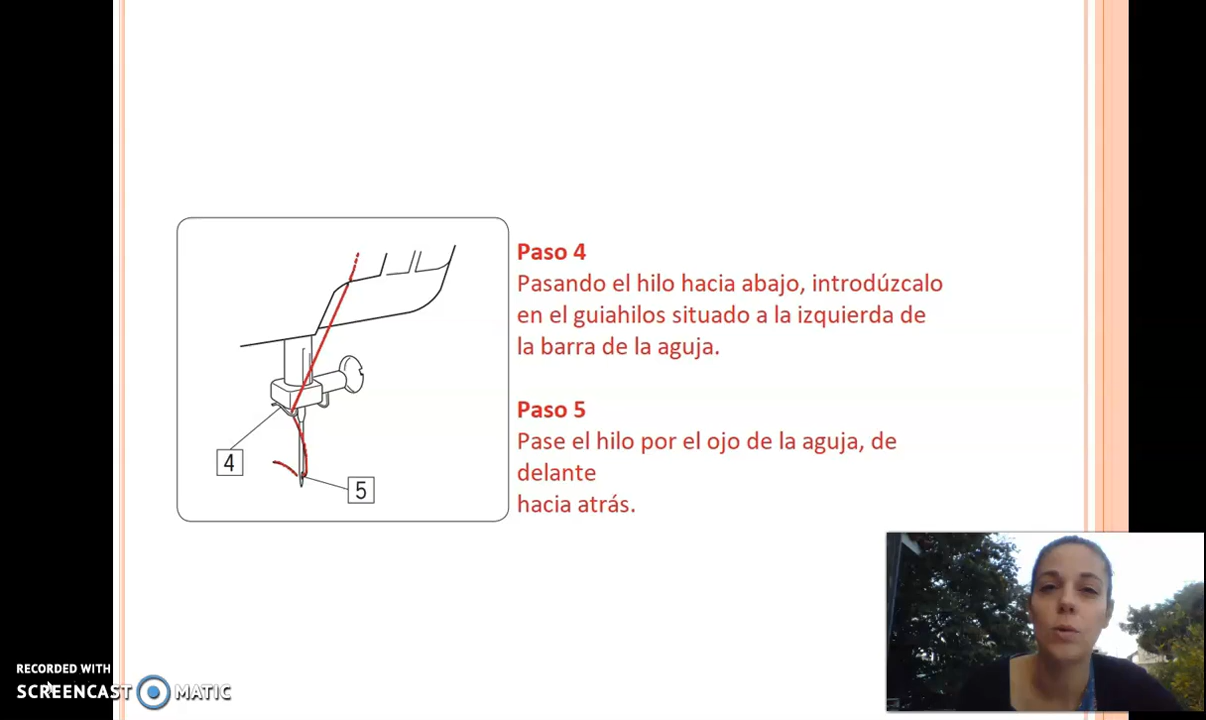 Paso 4
Pasando el hilo hacia abajo, introdúzcalo
en el guiahilos situado a la izquierda de
la barra de la aguja.
Paso 5
Pase el hilo por el ojo de la aguja, de
delante
hacia atrás.
4
5
RECORDED WITH
SCREENCAST MATIC